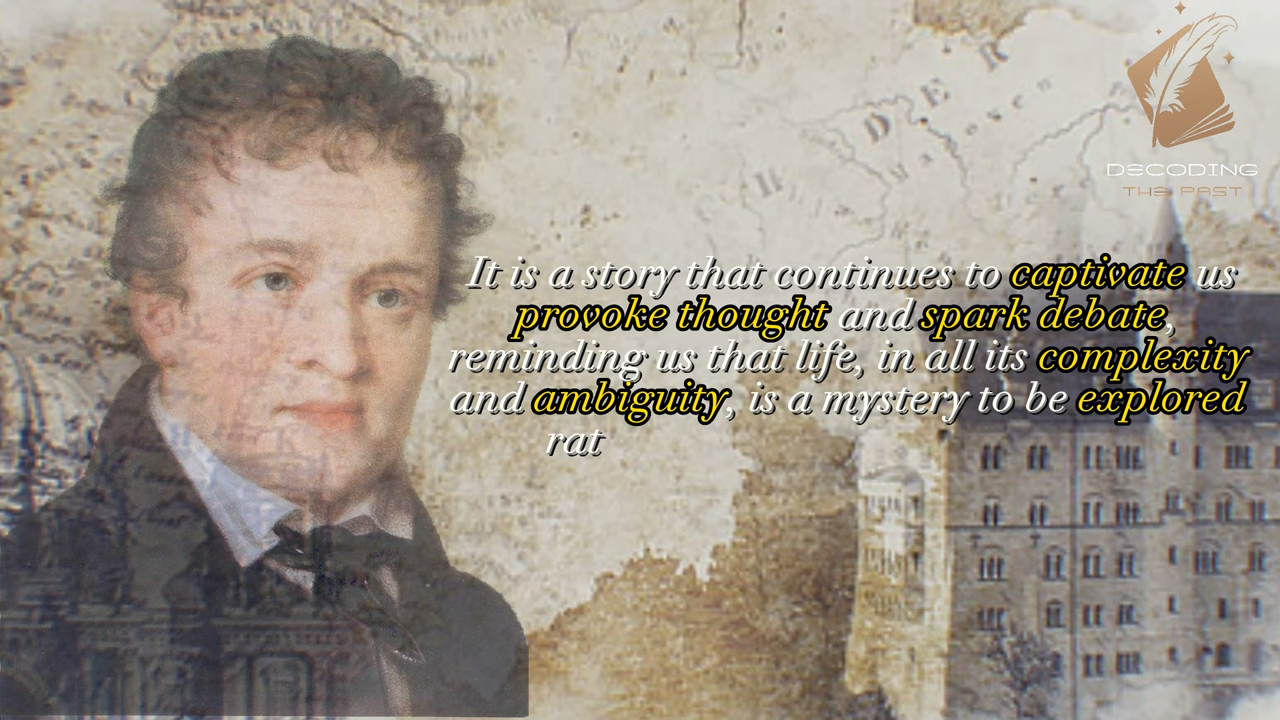 DER
DECODING
THE PAST
It is a story that continues to captivate us
provoke thought and spark debate,
reminding us that life, in all its complexity
and ambiguity, is a mystery to be explored
rat